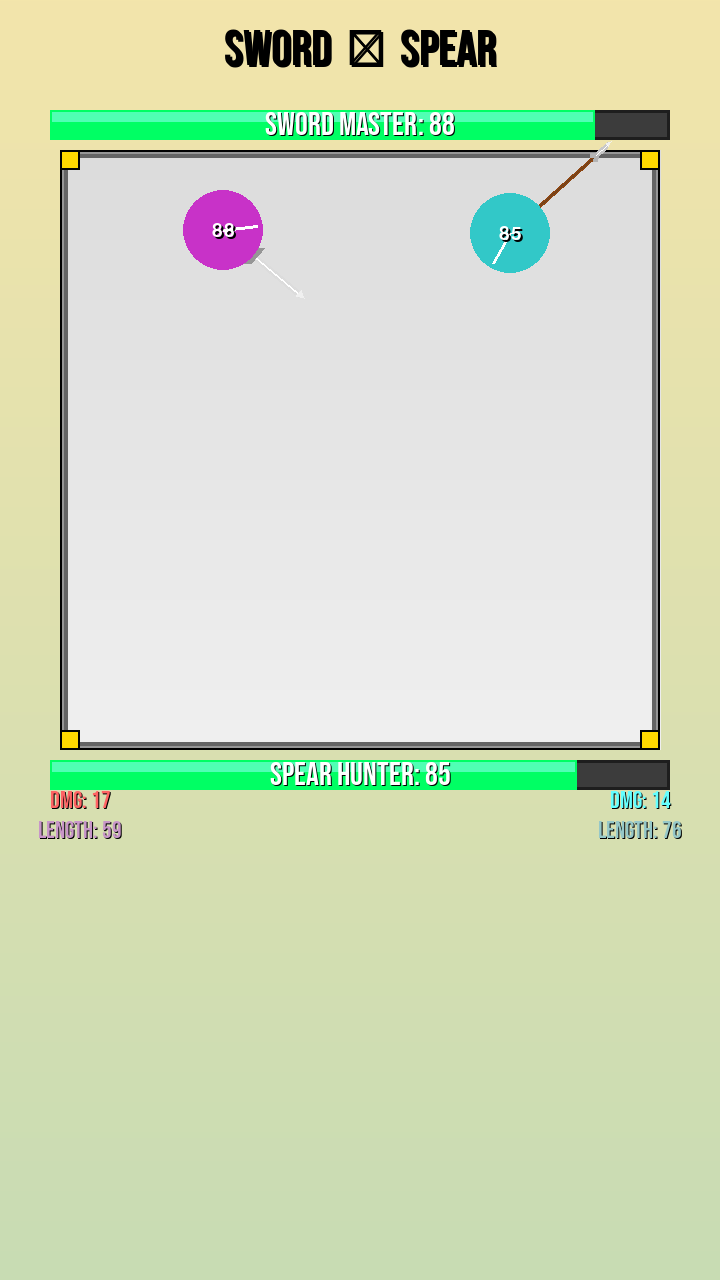 SWORD SPEAR
SWORD MASTER: 88
88
85
SPEAR HUNTER: 85
DMG: 17
DMG: 14
LENGTH: 59
LENGTH: 76